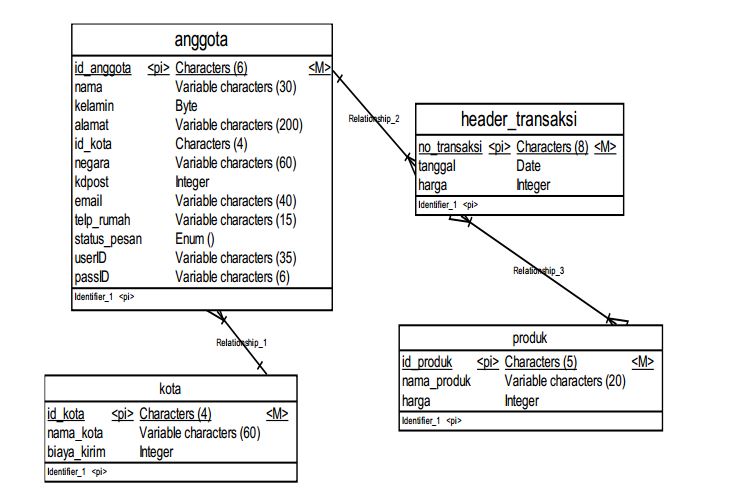 anggota
id_anggota <pi> Characters (6) <M>
nama Variable characters (30)
kelamin Byte
alamat Variable characters (200)
id_kota Characters (4)
negara Variable characters (60)
kdpost Integer
email Variable characters (40)
telp_rumah Variable characters (15)
status_pesan Enum ()
userID Variable characters (35)
passID Variable characters (6)
Identifier_1 <pi>
Relationship_2
header_transaksi
no_transaksi <pi> Characters (8) <M>
tanggal Date
harga Integer
Identifier_1 <pi>
Relationship_3
Relationship_1
produk
id_produk <pi> Characters (5) <M>
nama_produk Variable characters (20)
harga Integer
Identifier_1 <pi>
kota
id_kota <pi> Characters (4) <M>
nama_kota Variable characters (60)
biaya_kirim Integer
Identifier_1 <pi>